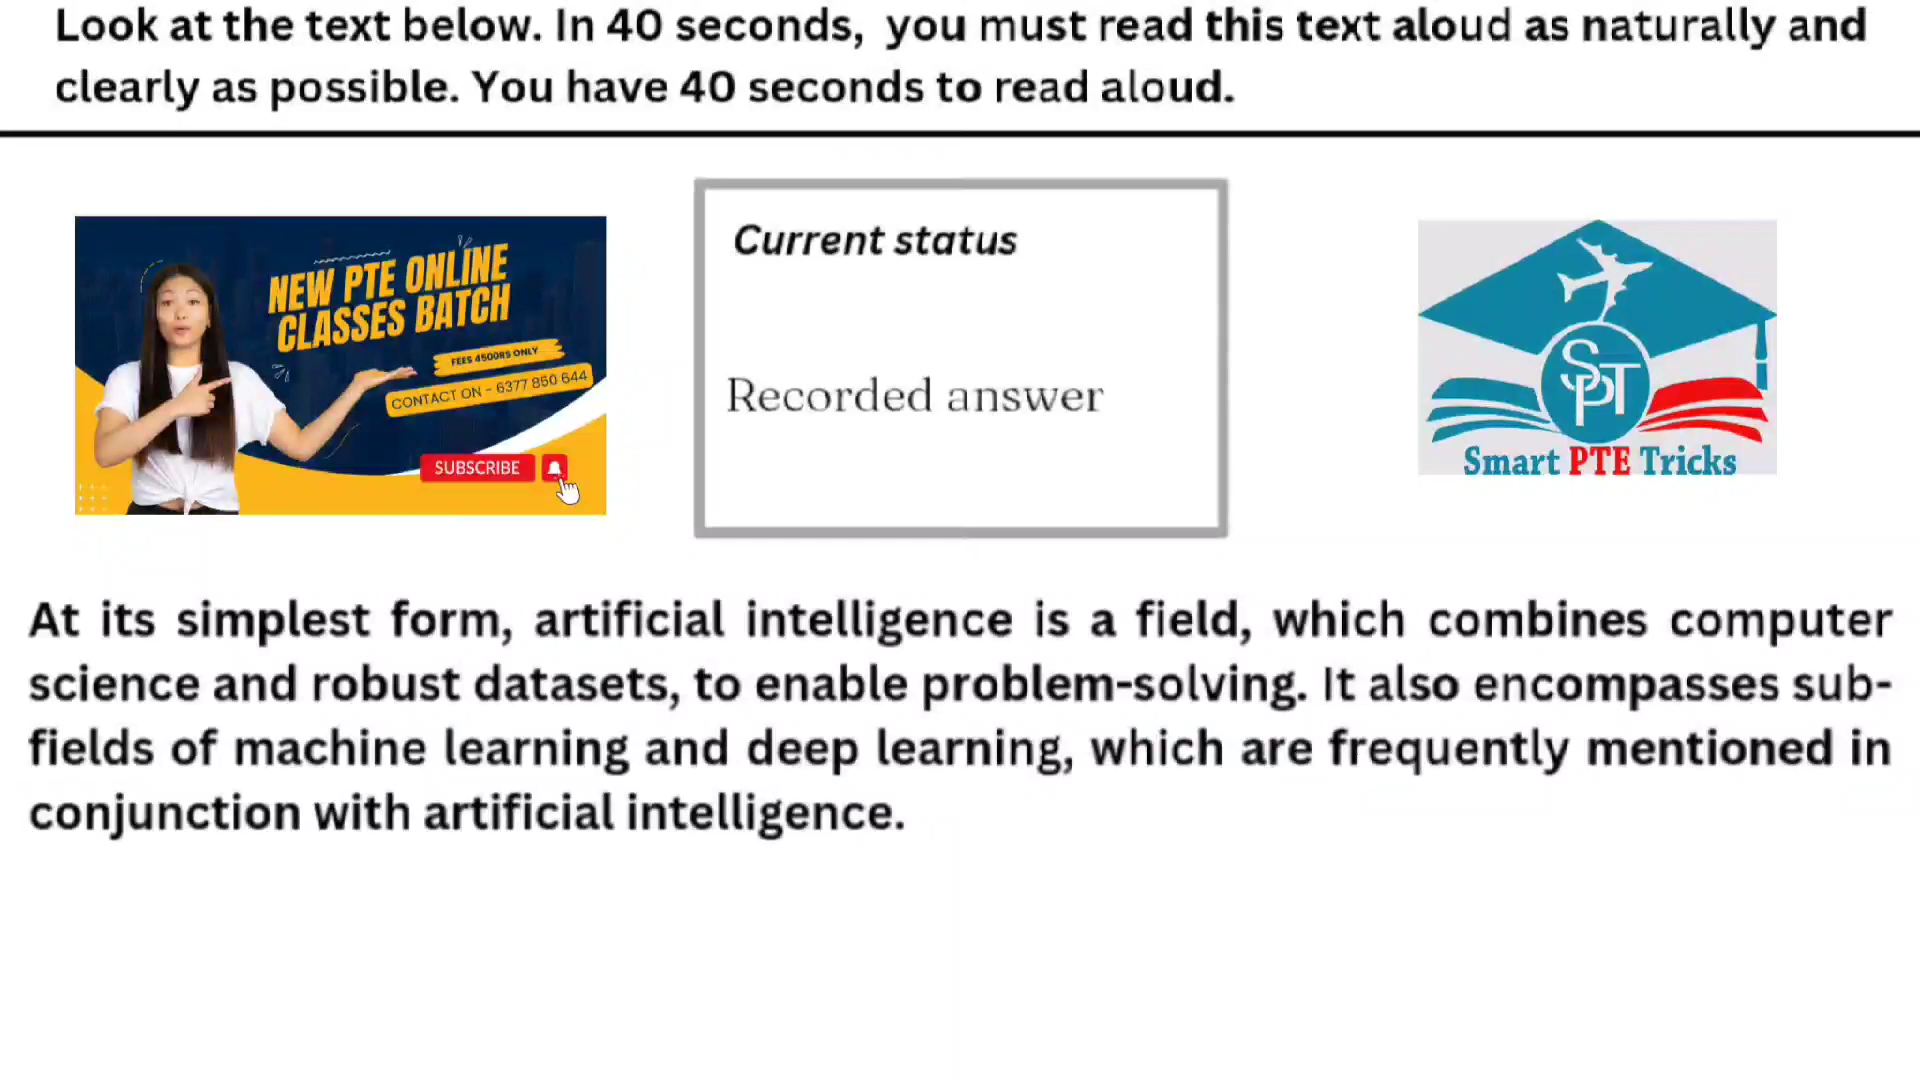 Look at the text below. In 40 seconds, you must read this text aloud as naturally and
clearly as possible. You have 40 seconds to read aloud.
NEW PTE ONLINE
CLASSES BATCH
FEES 4500RS ONLY
CONTACT ON - 6377 850 644
SUBSCRIBE
Current status
Recorded answer
SPT
Smart PTE Tricks
At its simplest form, artificial intelligence is a field, which combines computer
science and robust datasets, to enable problem-solving. It also encompasses sub-
fields of machine learning and deep learning, which are frequently mentioned in
conjunction with artificial intelligence.